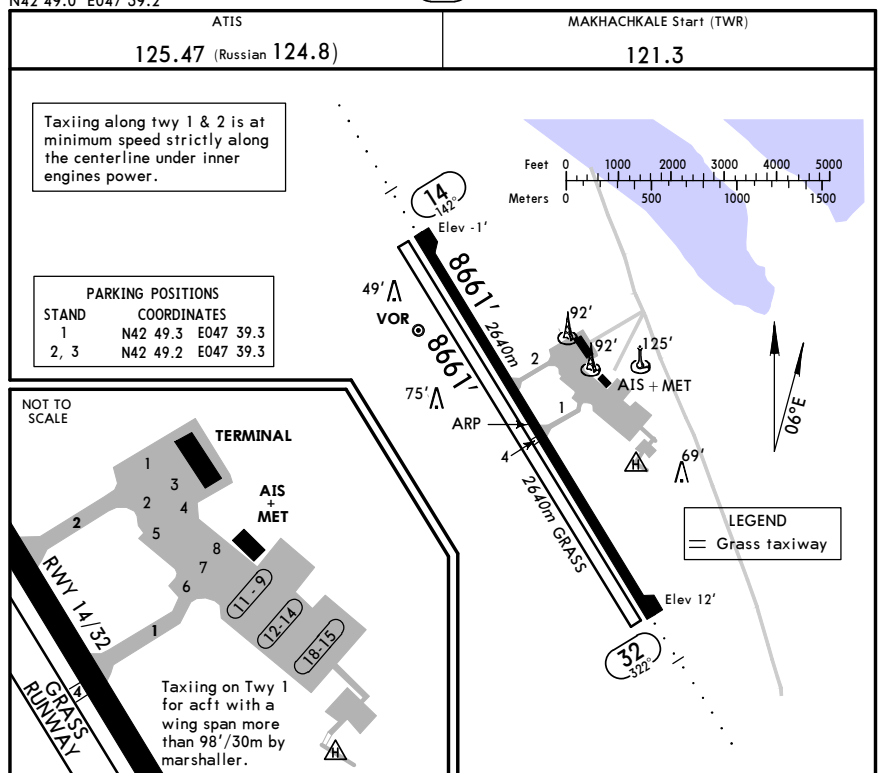 N42 49.0 E047 39.2
ATIS
125.47 (Russian 124.8)
MAKHACHKALE Start (TWR)
121.3
Taxiing along twy 1 & 2 is at
minimum speed strictly along
the centerline under inner
engines power.
Feet 0 1000 2000 3000 4000 5000
Meters 0 500 1000 1500
14
142°
Elev -1'
8661'
2640m
49'
VOR
8661'
92'
92'
125'
2
AIS + MET
75'
1
ARP
4
2640m GRASS
H
69'
06°E
PARKING POSITIONS
STAND COORDINATES
1 N42 49.3 E047 39.3
2, 3 N42 49.2 E047 39.3
LEGEND
Grass taxiway
Elev 12'
32
322°
NOT TO
SCALE
TERMINAL
1
3
2
4
AIS
+
MET
2
5
8
7
6
11-9
12-14
18-15
RWY 14/32
1
4
GRASS
RUNWAY
Taxiing on Twy 1
for acft with a
wing span more
than 98'/30m by
marshaller.
H